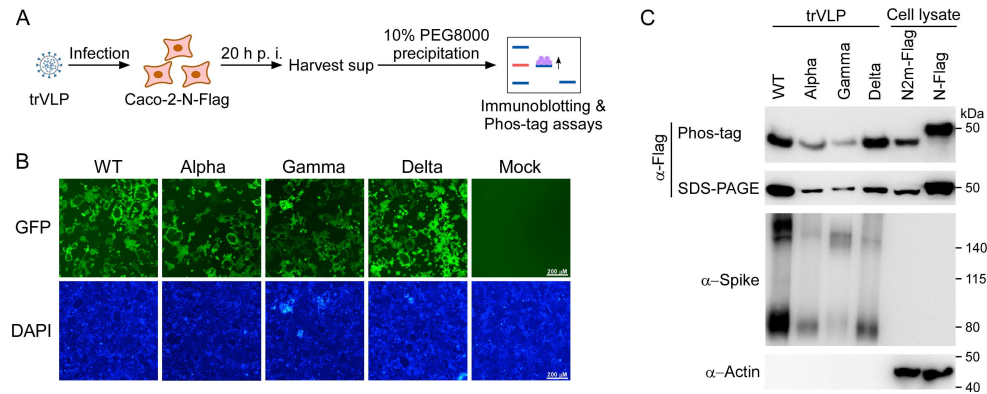 A
trVLP
Infection
Caco-2-N-Flag
20 h p. i.
Harvest sup
10% PEG8000
precipitation
Immunoblotting &
Phos-tag assays
B
WT Alpha Gamma Delta Mock
GFP
200 μM
DAPI
200 μM
C
trVLP Cell lysate
WT Alpha Gamma Delta N2m-Flag N-Flag
kDa
α-Flag
Phos-tag
50
SDS-PAGE
50
α–Spike
140
115
80
α–Actin
50
40